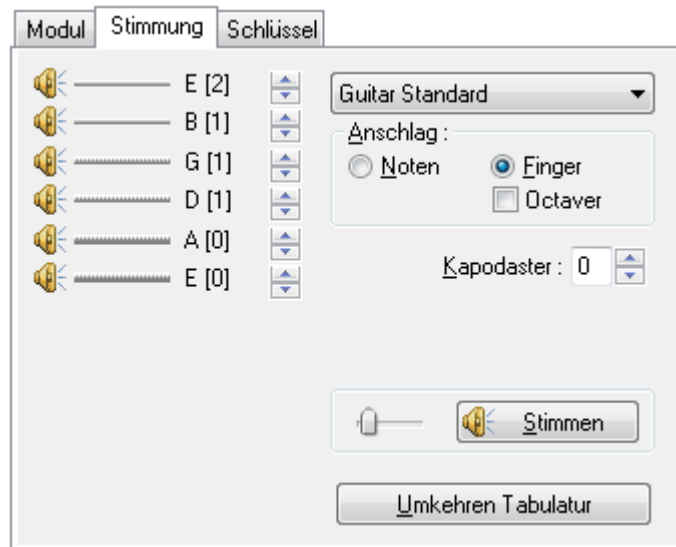 Modul Stimmung Schlüssel
E [2]
B [1]
G [1]
D [1]
A [0]
E [0]
Guitar Standard
Anschlag :
Noten Finger
Octaver
Kapodaster : 0
Stimmen
Umkehren Tabulatur